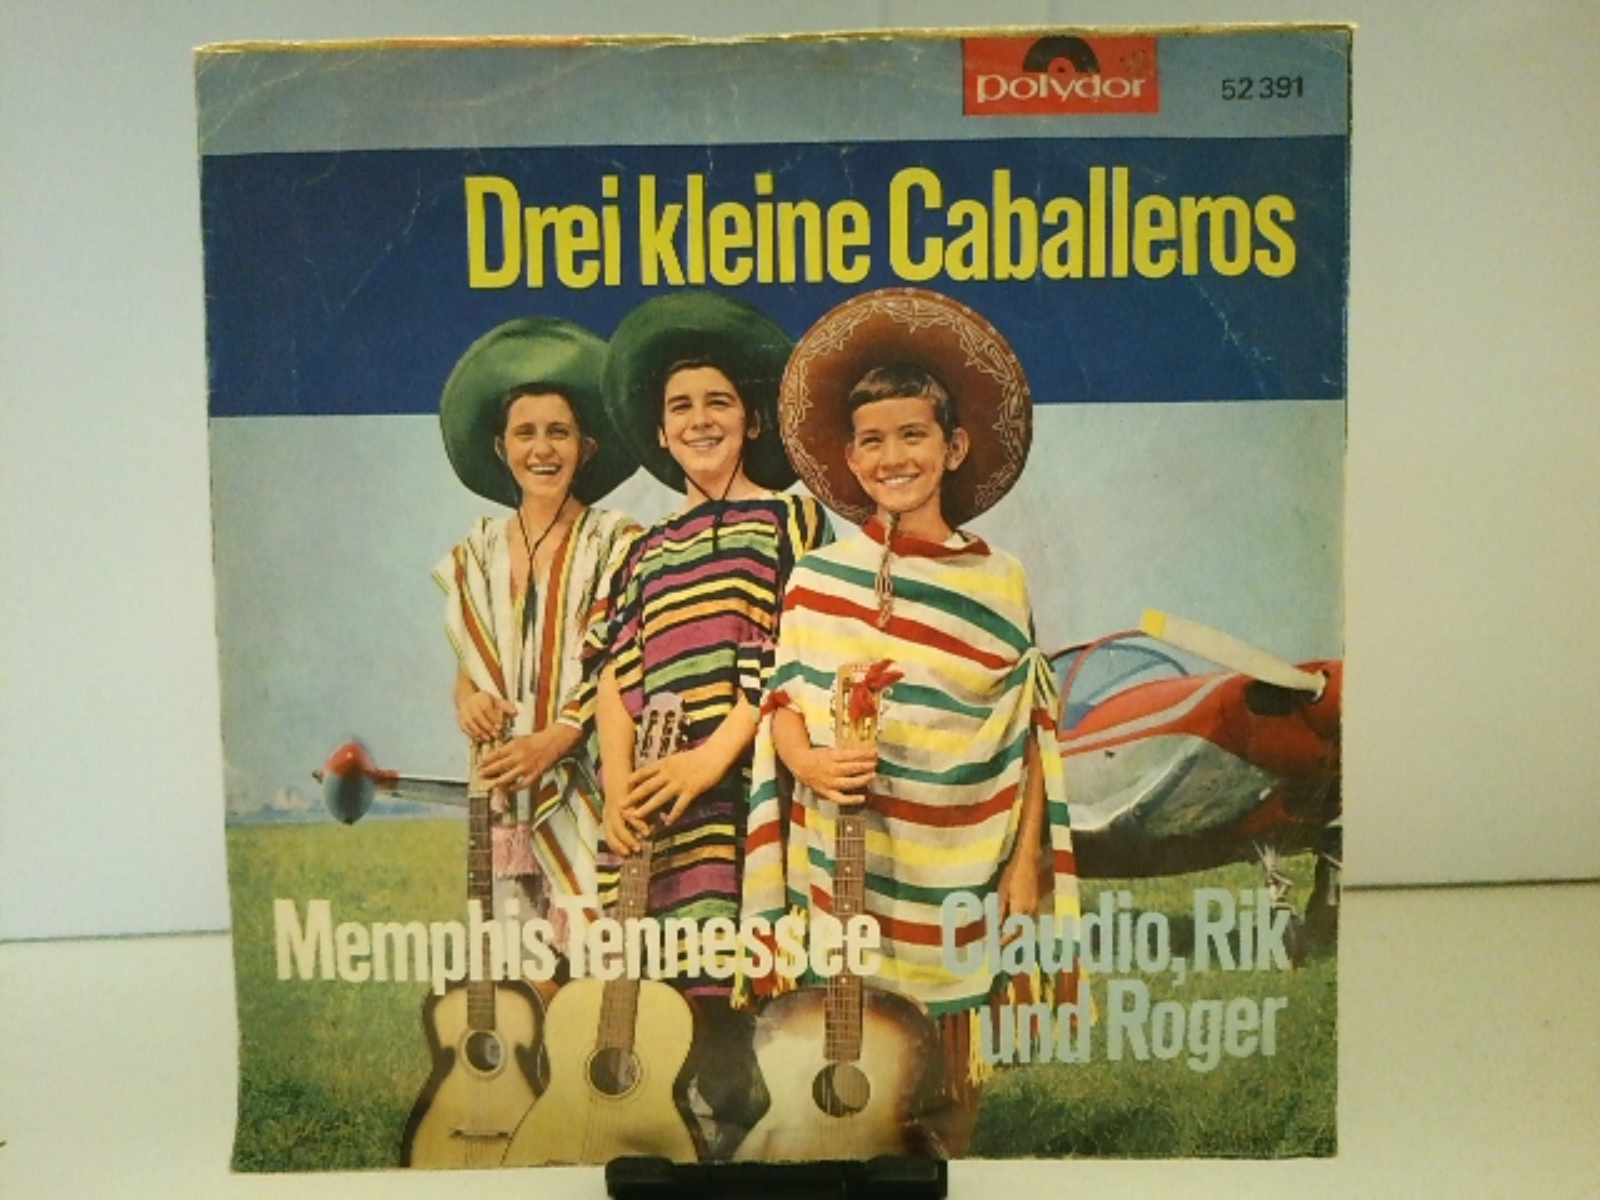 polydor
52 391
Drei kleine Caballeros
Memphis Tennessee
Claudio, Rik
und Roger